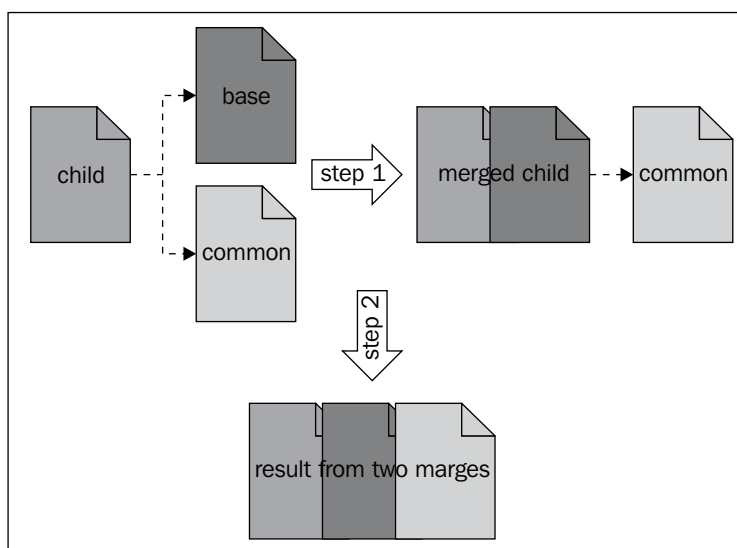 base
child
step 1
merged child
common
common
step 2
result from two marges